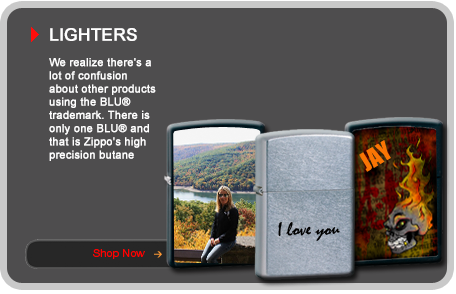 LIGHTERS
We realize there's a
lot of confusion
about other products
using the BLU®
trademark. There is
only one BLU® and
that is Zippo's high
precision butane
JAY
I love you
Shop Now